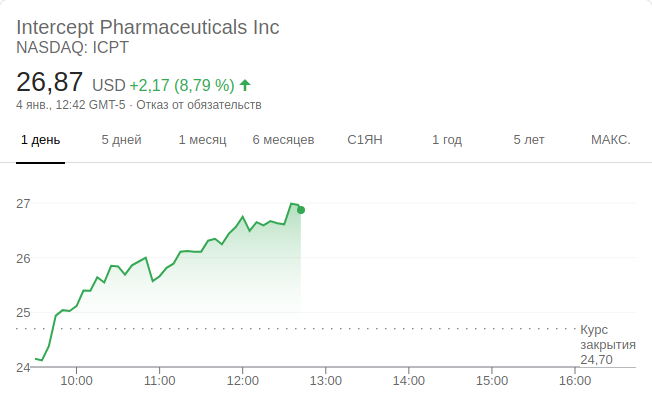 Intercept Pharmaceuticals Inc
NASDAQ: ICPT
26,87 USD +2,17 (8,79 %)
4 янв., 12:42 GMT-5 · Отказ от обязательств
1 день 5 дней 1 месяц 6 месяцев С1ЯН 1 год 5 лет МАКС.
27
26
25
Курс
закрытия
24,70
24
10:00 11:00 12:00 13:00 14:00 15:00 16:00